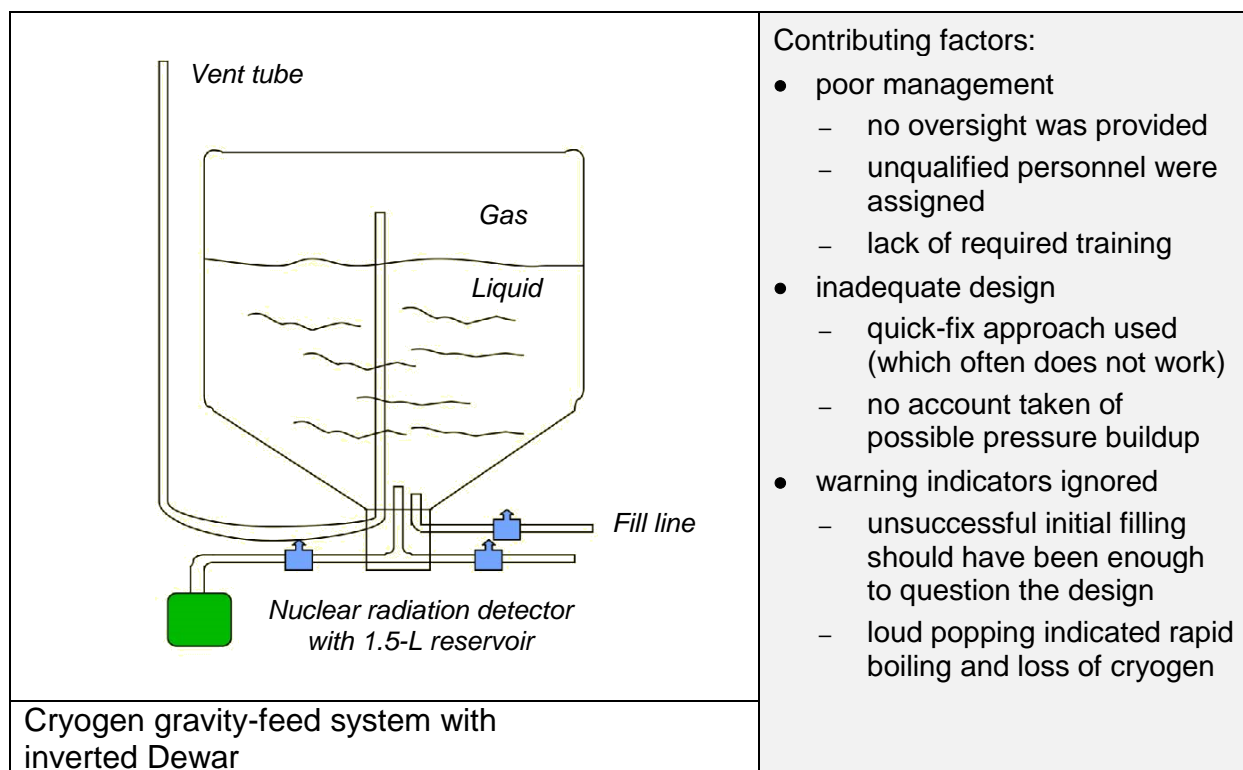 Vent tube
Gas
Liquid
Fill line
Nuclear radiation detector
with 1.5-L reservoir
Cryogen gravity-feed system with
inverted Dewar
Contributing factors:
• poor management
– no oversight was provided
– unqualified personnel were
assigned
– lack of required training
• inadequate design
– quick-fix approach used
(which often does not work)
– no account taken of
possible pressure buildup
• warning indicators ignored
– unsuccessful initial filling
should have been enough
to question the design
– loud popping indicated rapid
boiling and loss of cryogen